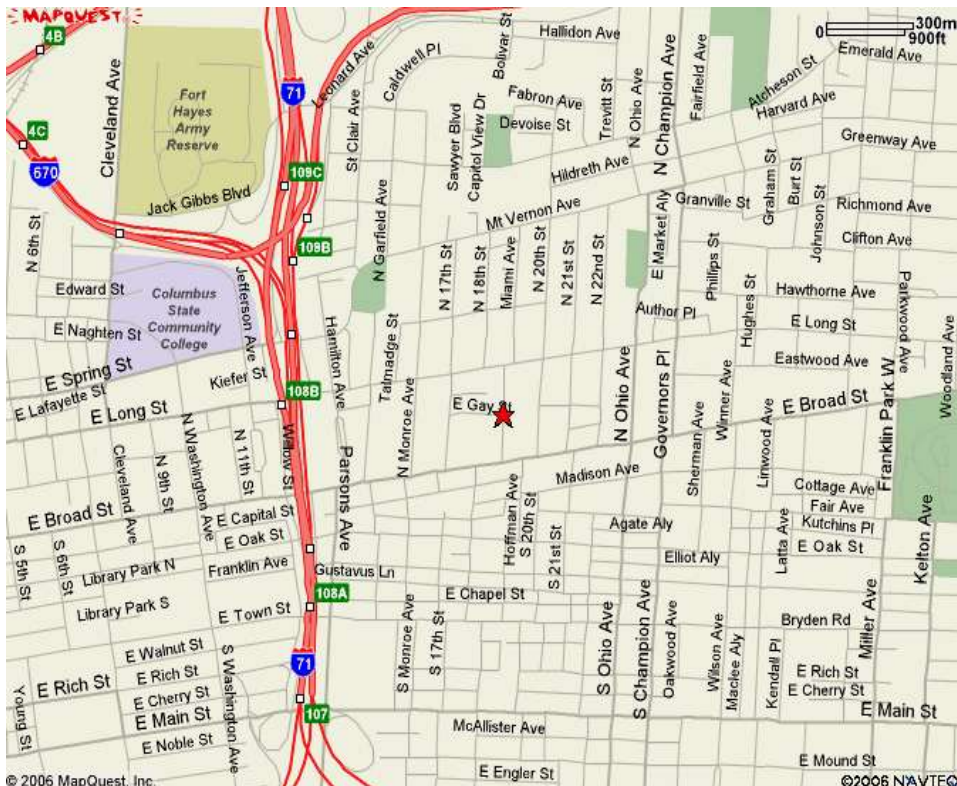 MAPQUEST
300m
0
900ft
4B
Hallidon Ave
Emerald Ave
Cleveland Ave
Fort
Hayes
Army
Reserve
71
Leonard Ave
Caldwell Pl
Bolivar St
N Champion Ave
Fairfield Ave
Atcheson St
Harvard Ave
Fabron Ave
Devoise St
Trevitt St
N Ohio Ave
4C
670
109C
St Clair Ave
Sawyer Blvd
Capitol View Dr
Hildreth Ave
Greenway Ave
Jack Gibbs Blvd
Mt Vernon Ave
Granville St
Graham St
Burt St
Johnson St
Richmond Ave
Clifton Ave
N 6th St
109B
N Garfield Ave
N 17th St
N 18th St
Miami Ave
N 20th St
N 21st St
N 22nd St
E Market Aly
Phillips St
Edward St
Columbus
State
Community
College
Jefferson Ave
Hawthorne Ave
Parkwood Ave
Woodland Ave
E Naghten St
Hamilton Ave
Talmadge St
Author Pl
Hughes St
E Long St
Eastwood Ave
E Spring St
Kiefer St
108B
E Lafayette St
E Long St
E Gay St
N Ohio Ave
Governors Pl
Winner Ave
E Broad St
Franklin Park W
N Washington Ave
Willow St
N Monroe Ave
Cleveland Ave
N 9th St
N 11th St
Parsons Ave
Madison Ave
Sherman Ave
Linwood Ave
Cottage Ave
Fair Ave
E Broad St
E Capital St
Hoffman Ave
S 20th St
Agate Aly
Kutchins Pl
E Oak St
E Oak St
Kelton Ave
S 5th St
S 6th St
Library Park N
Franklin Ave
Gustavus Ln
S 21st St
Elliot Aly
Latta Ave
108A
E Chapel St
Library Park S
E Town St
Bryden Rd
Miller Ave
E Walnut St
S Monroe Ave
S 17th St
S Ohio Ave
S Champion Ave
Oakwood Ave
Wilson Ave
Maclee Aly
Kendall Pl
71
E Rich St
E Rich St
S Washington Ave
E Rich St
E Cherry St
E Cherry St
Young St
E Main St
107
E Main St
McAllister Ave
E Noble St
E Mound St
E Engler St
© 2006 MapQuest, Inc.
©2006 NAVTEQ